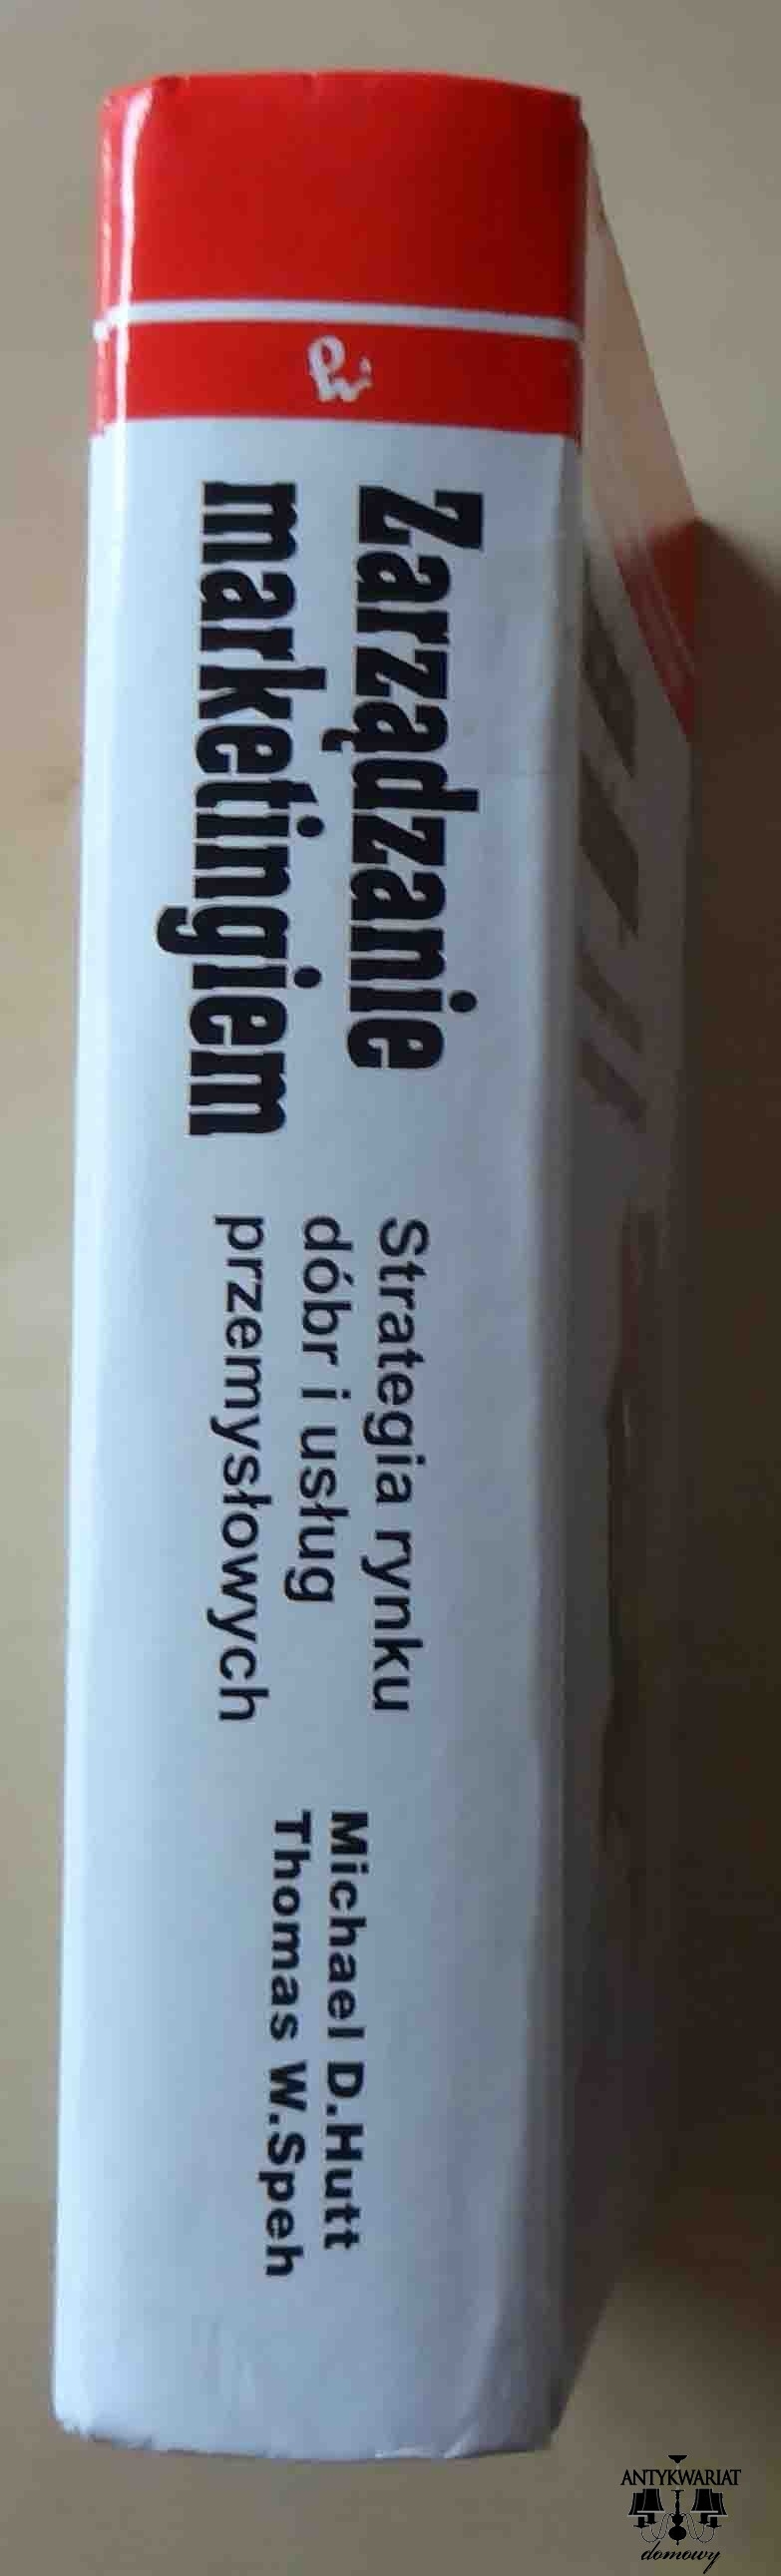 Zarządzanie
marketingiem
Strategia rynku
dóbr i usług
przemysłowych
Michael D. Hutt
Thomas W. Speh
ANTYKWARIAT
domowy